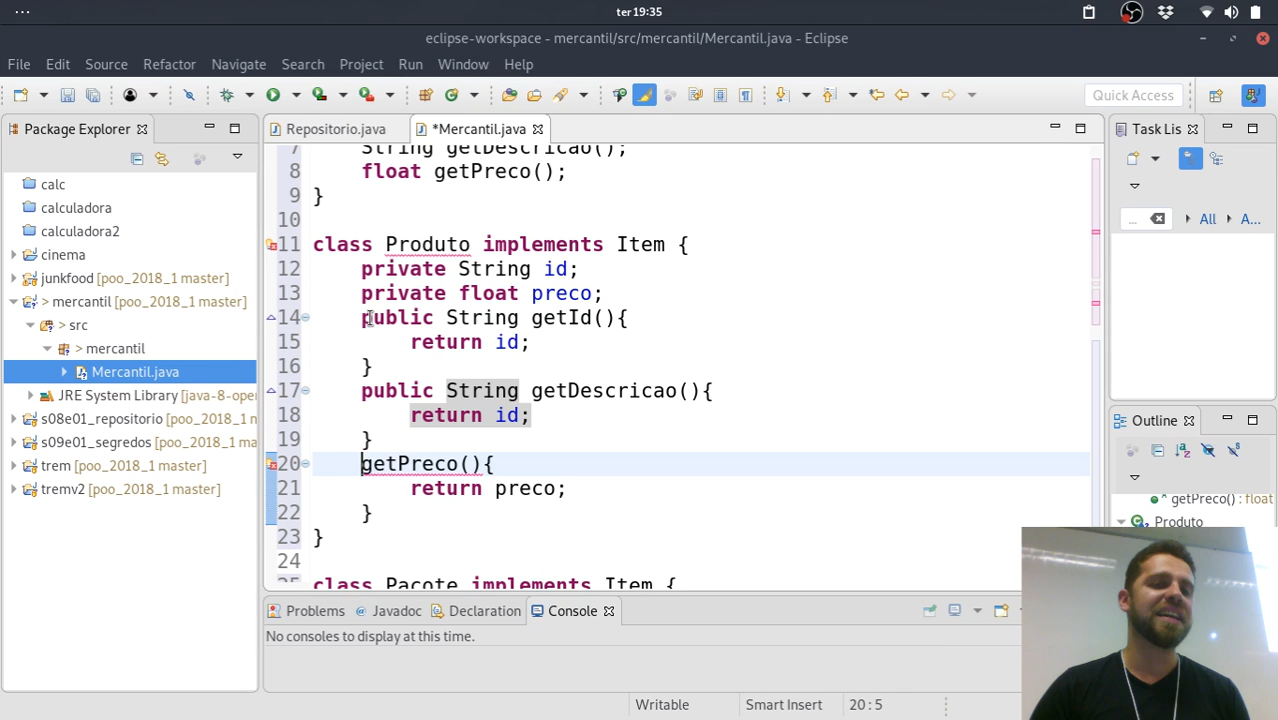 ter 19:35
eclipse-workspace - mercantil/src/mercantil/Mercantil.java - Eclipse
File Edit Source Refactor Navigate Search Project Run Window Help
Quick Access
Package Explorer
Repositorio.java
*Mercantil.java
Task Lis
7 String getDescricao();
8 float getPreco();
9 }
10
11 class Produto implements Item {
12 private String id;
13 private float preco;
14 public String getId(){
15 return id;
16 }
17 public String getDescricao(){
18 return id;
19 }
20 getPreco(){
21 return preco;
22 }
23 }
24
25 class Pacote implements Item {
calc
calculadora
calculadora2
cinema
junkfood [poo_2018_1 master]
> mercantil [poo_2018_1 master]
> src
> mercantil
Mercantil.java
JRE System Library [java-8-ope
s08e01_repositorio [poo_2018_1
s09e01_segredos [poo_2018_1
trem [poo_2018_1 master]
tremv2 [poo_2018_1 master]
... All A...
Outline
getPreco() : float
Produto
Problems Javadoc Declaration Console
No consoles to display at this time.
Writable Smart Insert 20 : 5